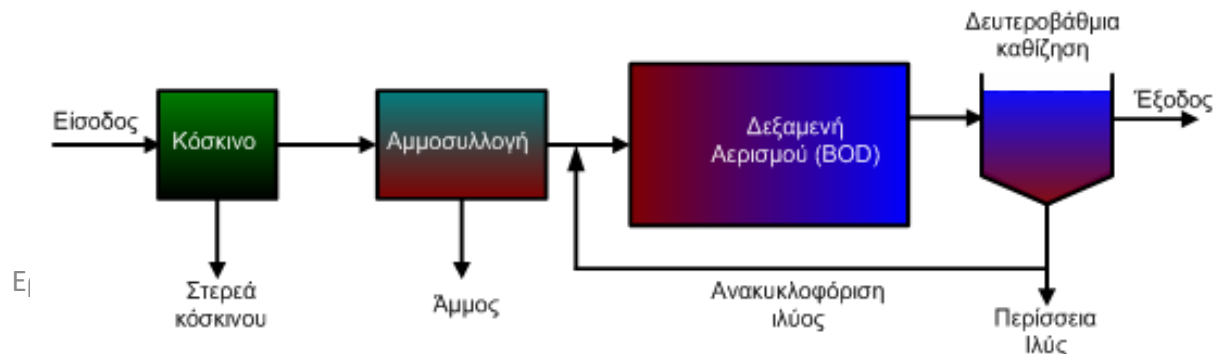 Δευτεροβάθμια
καθίζηση
Είσοδος
Κόσκινο
Αμμοσυλλογή
Δεξαμενή
Αερισμού (BOD)
Έξοδος
Στερεά
κόσκινου
Άμμος
Ανακυκλοφόριση
ιλύος
Περίσσεια
Ιλύς